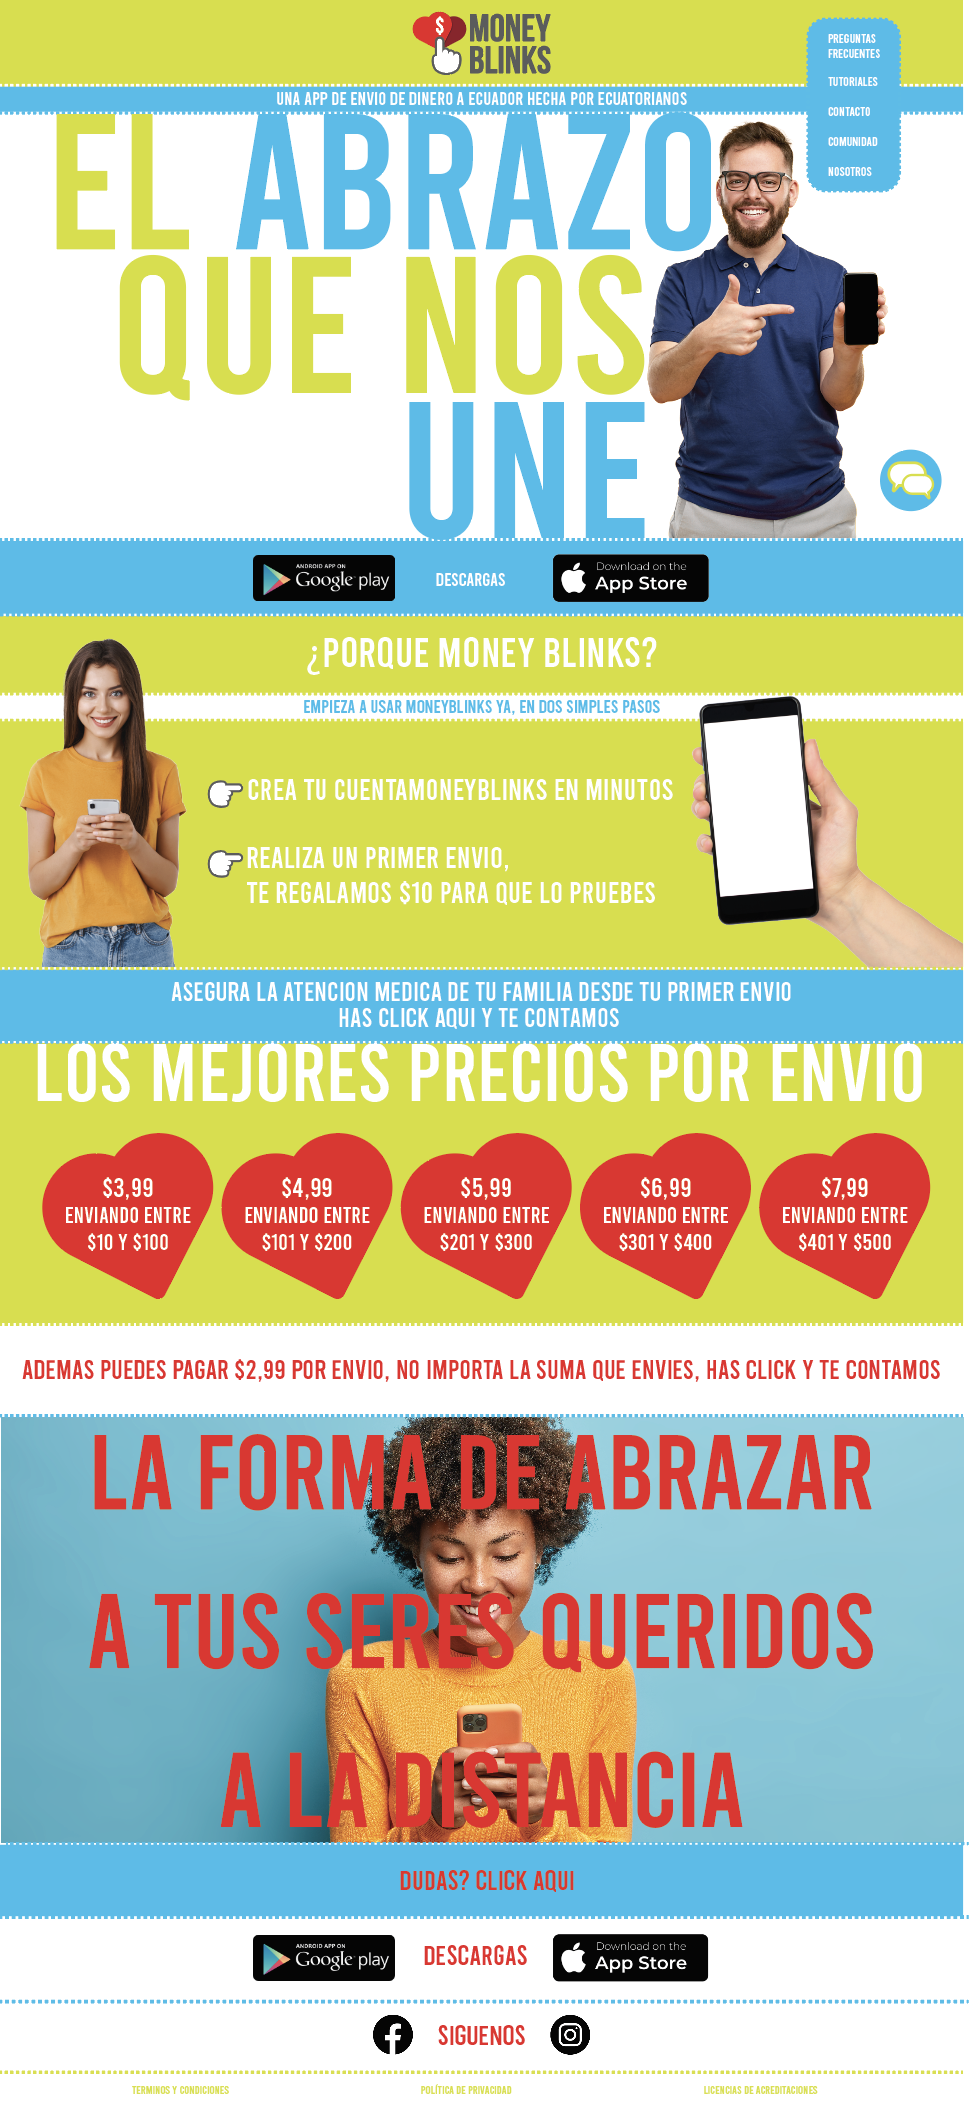 $
MONEY
BLINKS
PREGUNTAS
FRECUENTES
TUTORIALES
CONTACTO
COMUNIDAD
NOSOTROS
UNA APP DE ENVIO DE DINERO A ECUADOR HECHA POR ECUATORIANOS
EL ABRAZO
QUE NOS
UNE
ANDROID APP ON
Google play
DESCARGAS
Download on the
App Store
¿PORQUE MONEY BLINKS?
EMPIEZA A USAR MONEYBLINKS YA, EN DOS SIMPLES PASOS
CREA TU CUENTAMONEYBLINKS EN MINUTOS
REALIZA UN PRIMER ENVIO,
TE REGALAMOS $10 PARA QUE LO PRUEBES
ASEGURA LA ATENCION MEDICA DE TU FAMILIA DESDE TU PRIMER ENVIO
HAS CLICK AQUI Y TE CONTAMOS
LOS MEJORES PRECIOS POR ENVIO
$3,99
ENVIANDO ENTRE
$10 Y $100
$4,99
ENVIANDO ENTRE
$101 Y $200
$5,99
ENVIANDO ENTRE
$201 Y $300
$6,99
ENVIANDO ENTRE
$301 Y $400
$7,99
ENVIANDO ENTRE
$401 Y $500
ADEMAS PUEDES PAGAR $2,99 POR ENVIO, NO IMPORTA LA SUMA QUE ENVIES, HAS CLICK Y TE CONTAMOS
LA FORMA DE ABRAZAR
A TUS SERES QUERIDOS
A LA DISTANCIA
DUDAS? CLICK AQUI
ANDROID APP ON
Google play
DESCARGAS
Download on the
App Store
SIGUENOS
TERMINOS Y CONDICIONES
POLÍTICA DE PRIVACIDAD
LICENCIAS DE ACREDITACIONES